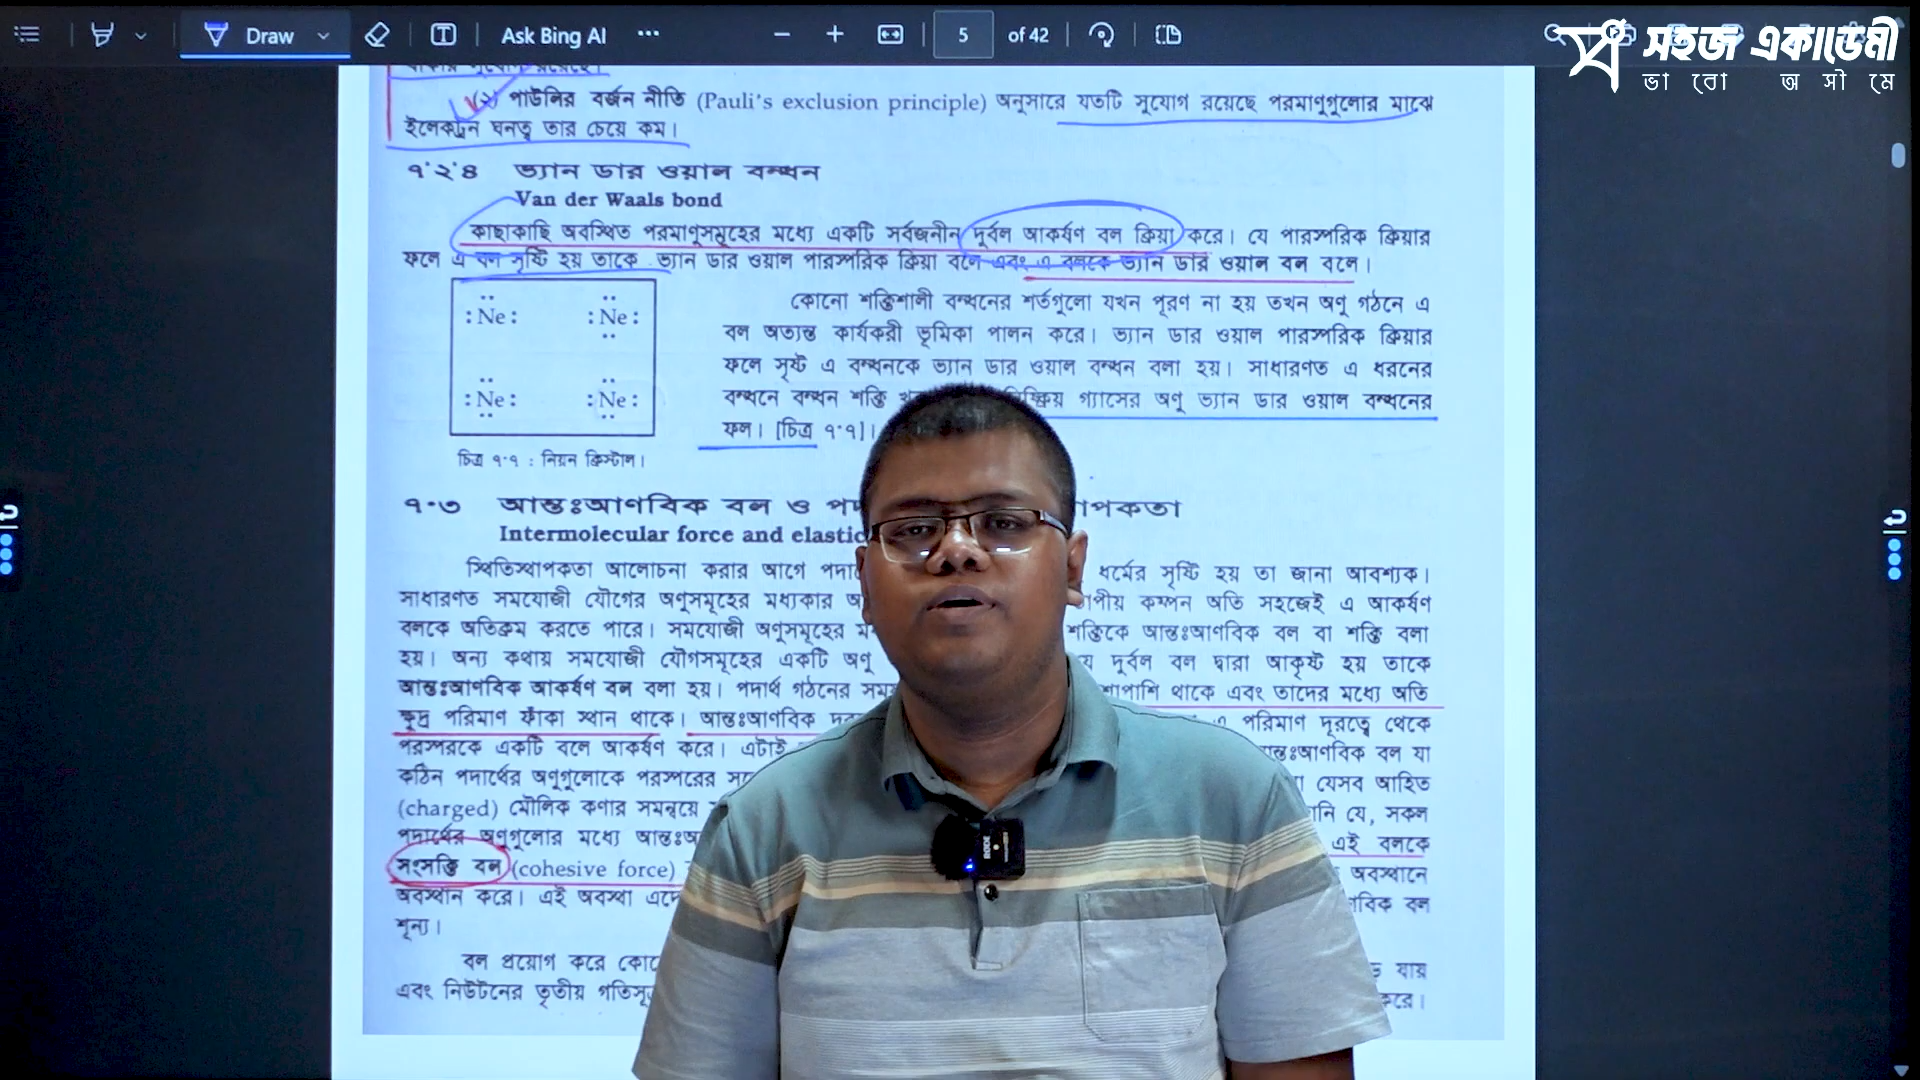 Draw
Ask Bing AI
5 of 42
সহজ একাডেমী
ভাবো অসীমে
(২) পাউলির বর্জন নীতি (Pauli's exclusion principle) অনুসারে যতটি সুযোগ রয়েছে পরমাণুগুলোর মাঝে
ইলেকট্রন ঘনত্ব তার চেয়ে কম।
৭·২·৪ ভ্যান ডার ওয়াল বন্ধন
Van der Waals bond
কাছাকাছি অবস্থিত পরমাণুসমূহের মধ্যে একটি সর্বজনীন দুর্বল আকর্ষণ বল ক্রিয়া করে। যে পারস্পরিক ক্রিয়ার
ফলে এ বল সৃষ্টি হয় তাকে ভ্যান ডার ওয়াল পারস্পরিক ক্রিয়া বলে এবং এ বলকে ভ্যান ডার ওয়াল বল বলে।
:Ne: :Ne:
:Ne: :Ne:
চিত্র ৭·৭ : নিয়ন ক্রিস্টাল।
কোনো শক্তিশালী বন্ধনের শর্তগুলো যখন পূরণ না হয় তখন অণু গঠনে এ
বল অত্যন্ত কার্যকরী ভূমিকা পালন করে। ভ্যান ডার ওয়াল পারস্পরিক ক্রিয়ার
ফলে সৃষ্ট এ বন্ধনকে ভ্যান ডার ওয়াল বন্ধন বলা হয়। সাধারণত এ ধরনের
বন্ধনে বন্ধন শক্তি গ্যাসের অণু ভ্যান ডার ওয়াল বন্ধনের
ফল। [চিত্র ৭·৭]।
৭·৩ আন্তঃআণবিক বল ও
Intermolecular force and
স্থিতিস্থাপকতা আলোচনা করার আগে ধর্মের সৃষ্টি হয় তা জানা আবশ্যক।
সাধারণত সমযোজী যৌগের অণুসমূহের মধ্যকার কম্পন অতি সহজেই এ আকর্ষণ
বলকে অতিক্রম করতে পারে। সমযোজী অণুসমূহের শক্তিকে আন্তঃআণবিক বল বা শক্তি বলা
হয়। অন্য কথায় সমযোজী যৌগসমূহের একটি অণু দুর্বল বল দ্বারা আকৃষ্ট হয় তাকে
আন্তঃআণবিক আকর্ষণ বল বলা হয়। পদার্থ গঠনের থাকে এবং তাদের মধ্যে অতি
ক্ষুদ্র পরিমাণ ফাঁকা স্থান থাকে। আন্তঃআণবিক পরিমাণ দূরত্বে থেকে
পরস্পরকে একটি বলে আকর্ষণ করে। এটাই বল যা
কঠিন পদার্থের অণুগুলোকে পরস্পরের যেসব আহিত
(charged) মৌলিক কণার সমন্বয়ে যে, সকল
পদার্থের অণুগুলোর মধ্যে এই বলকে
সংসক্তি বল (cohesive force) অবস্থানে
অবস্থান করে। এই অবস্থা বল
শূন্য।
বল প্রয়োগ করে যায়
এবং নিউটনের তৃতীয় করে।
RODE